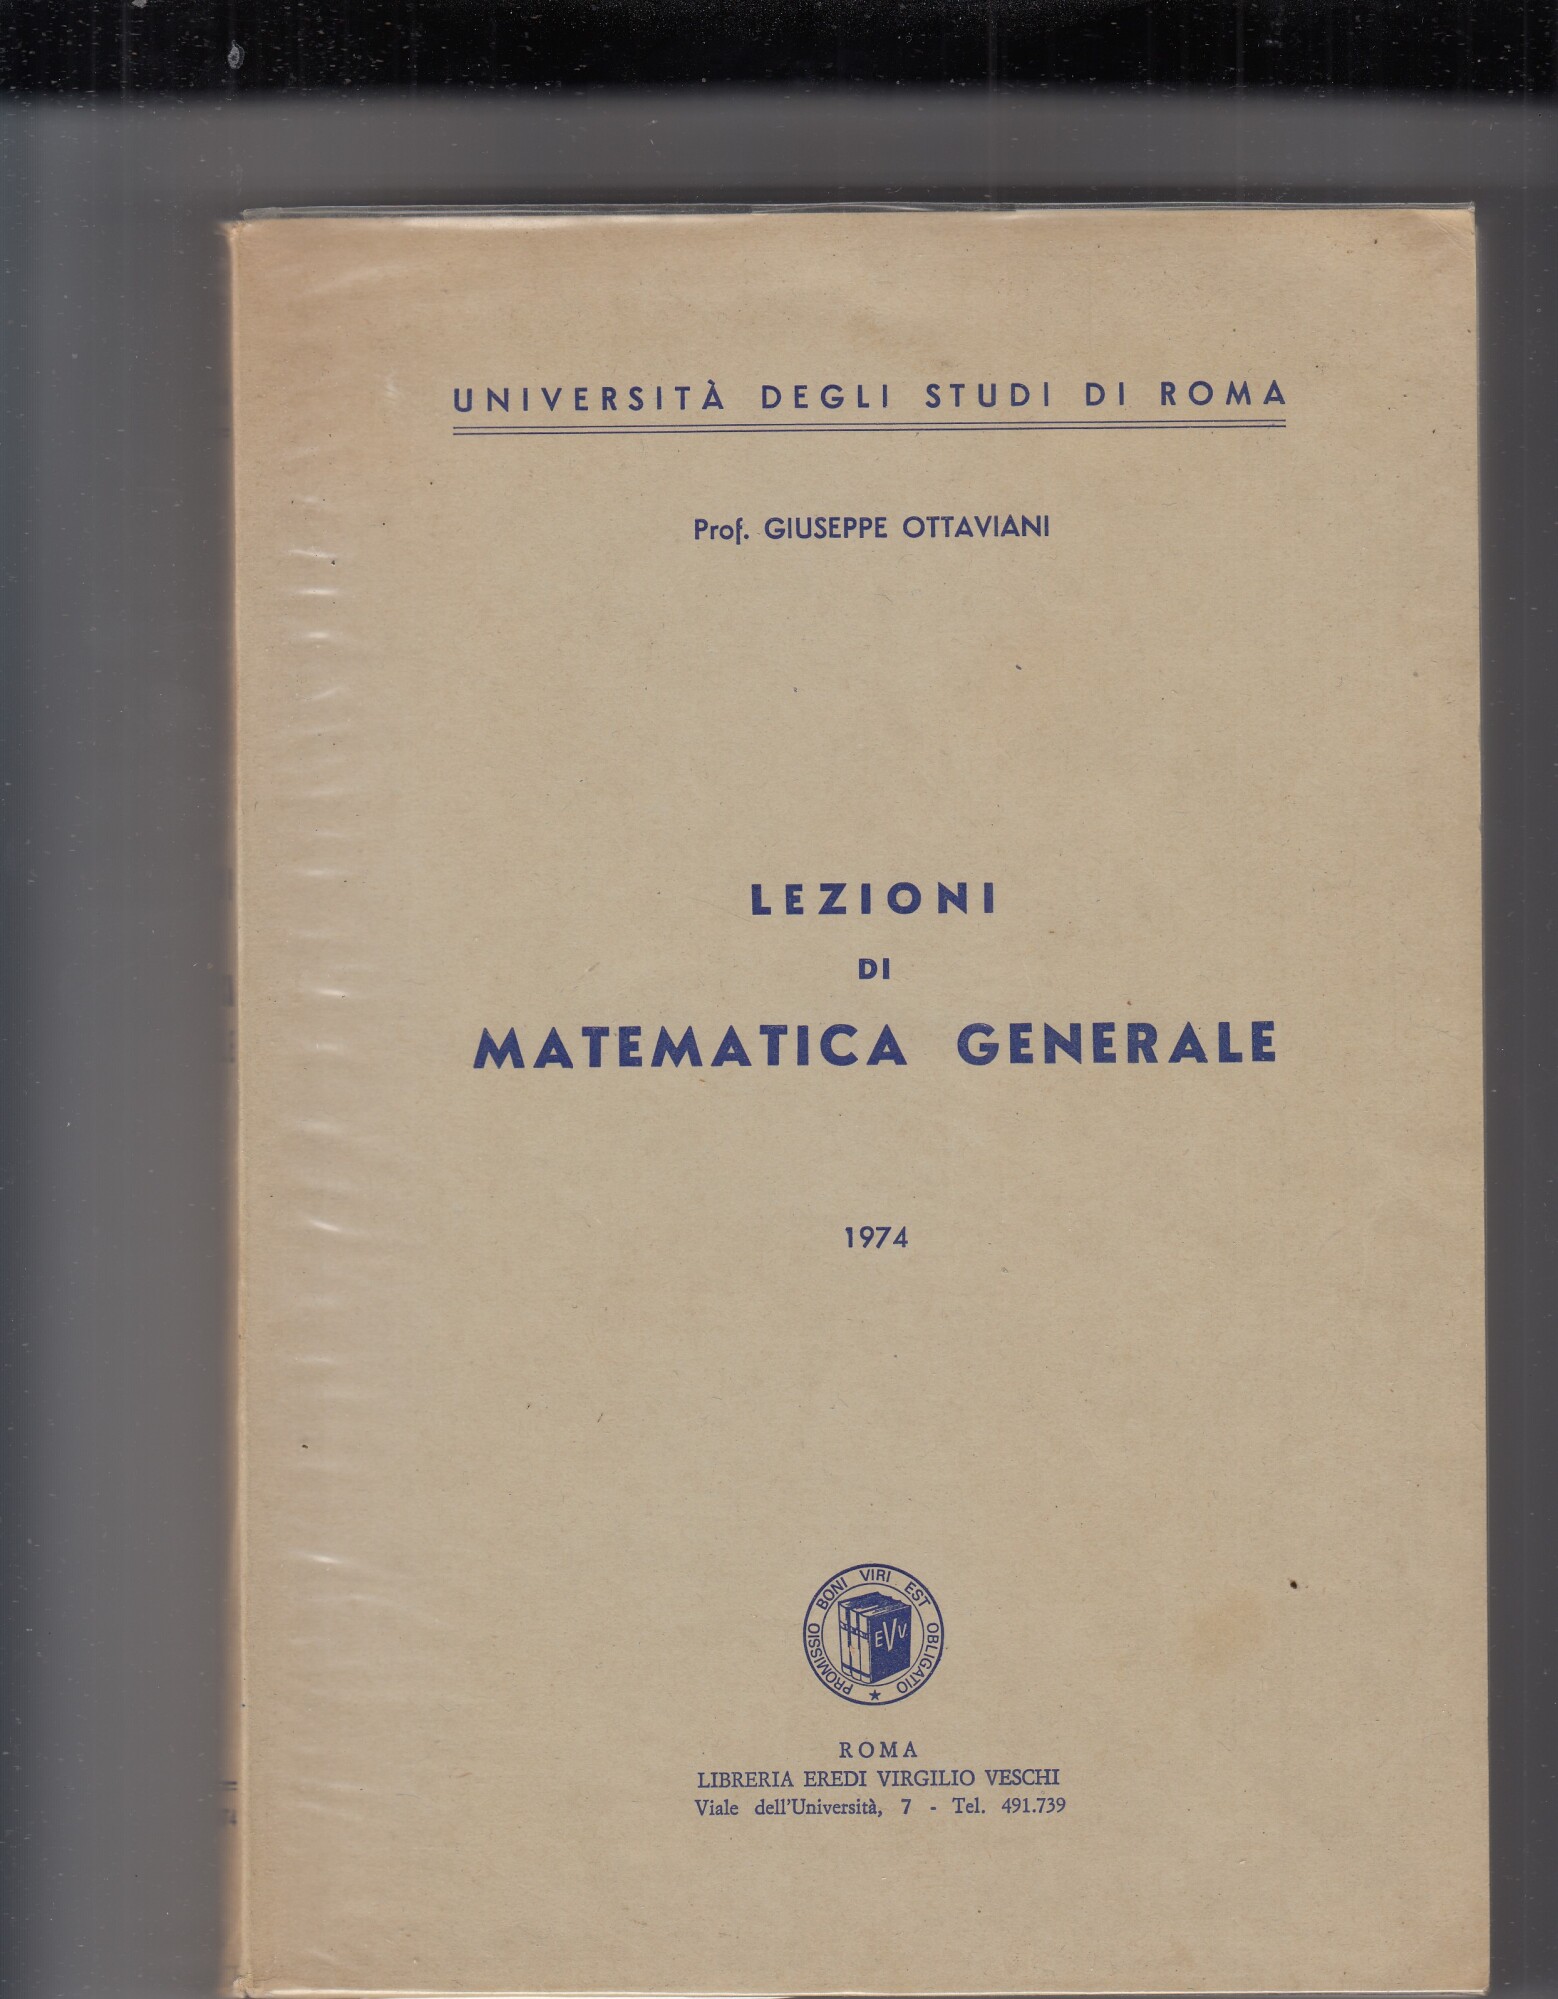 UNIVERSITÀ DEGLI STUDI DI ROMA
Prof. GIUSEPPE OTTAVIANI
LEZIONI
DI
MATEMATICA GENERALE
1974
PROMISSIO BONI VIRI EST OBLIGATIO
EVV
ROMA
LIBRERIA EREDI VIRGILIO VESCHI
Viale dell'Università, 7 - Tel. 491.739